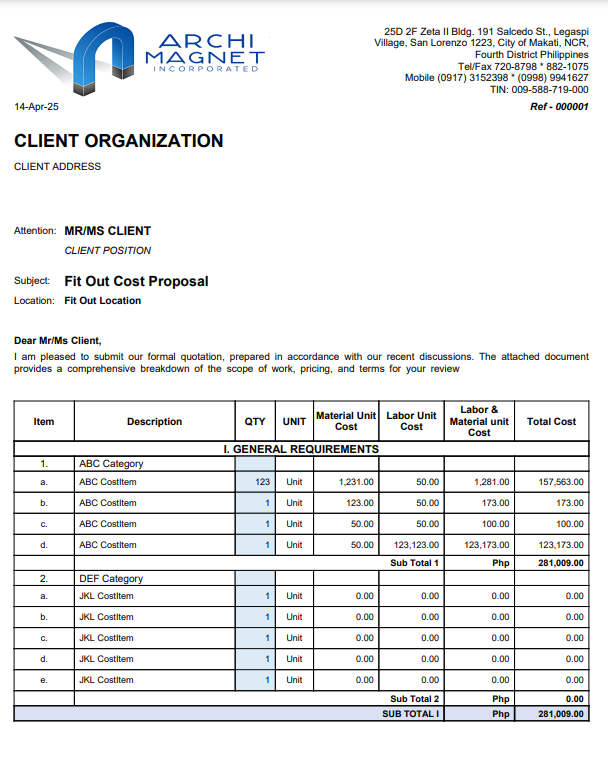 ARCHI
MAGNET
INCORPORATED
25D 2F Zeta II Bldg. 191 Salcedo St., Legaspi
Village, San Lorenzo 1223, City of Makati, NCR,
Fourth District Philippines
Tel/Fax 720-8798 * 882-1075
Mobile (0917) 3152398 * (0998) 9941627
TIN: 009-588-719-000
14-Apr-25 Ref - 000001
CLIENT ORGANIZATION
CLIENT ADDRESS
Attention: MR/MS CLIENT
CLIENT POSITION
Subject: Fit Out Cost Proposal
Location: Fit Out Location
Dear Mr/Ms Client,
I am pleased to submit our formal quotation, prepared in accordance with our recent discussions. The attached document
provides a comprehensive breakdown of the scope of work, pricing, and terms for your review
Item Description QTY UNIT Material Unit Cost Labor Unit Cost Labor & Material unit Cost Total Cost
I. GENERAL REQUIREMENTS
1. ABC Category
a. ABC CostItem 123 Unit 1,231.00 50.00 1,281.00 157,563.00
b. ABC CostItem 1 Unit 123.00 50.00 173.00 173.00
c. ABC CostItem 1 Unit 50.00 50.00 100.00 100.00
d. ABC CostItem 1 Unit 50.00 123,123.00 123,173.00 123,173.00
Sub Total 1 Php 281,009.00
2. DEF Category
a. JKL CostItem 1 Unit 0.00 0.00 0.00 0.00
b. JKL CostItem 1 Unit 0.00 0.00 0.00 0.00
c. JKL CostItem 1 Unit 0.00 0.00 0.00 0.00
d. JKL CostItem 1 Unit 0.00 0.00 0.00 0.00
e. JKL CostItem 1 Unit 0.00 0.00 0.00 0.00
Sub Total 2 Php 0.00
SUB TOTAL I Php 281,009.00